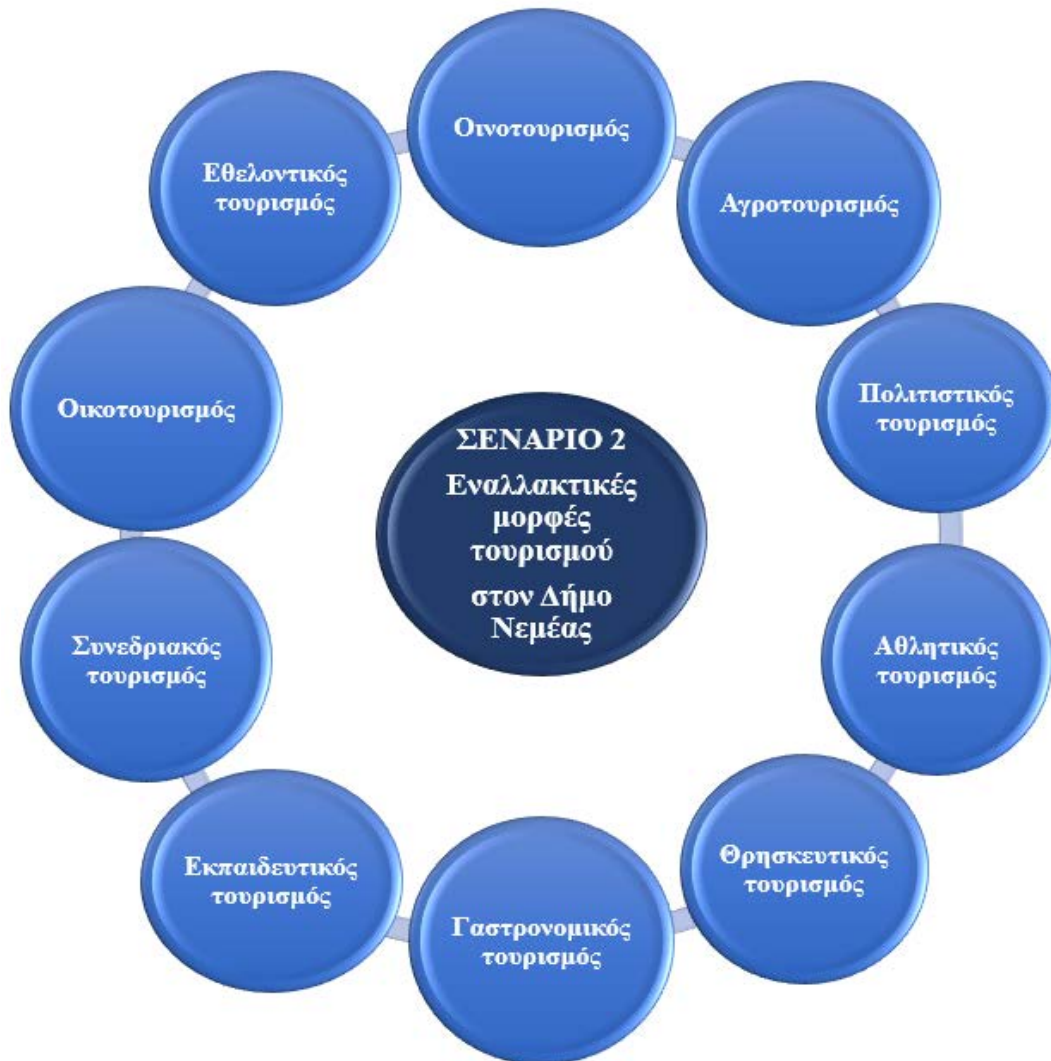 Οινοτουρισμός
Αγροτουρισμός
Πολιτιστικός
τουρισμός
Αθλητικός
τουρισμός
Θρησκευτικός
τουρισμός
Γαστρονομικός
τουρισμός
Εκπαιδευτικός
τουρισμός
Συνεδριακός
τουρισμός
Οικοτουρισμός
Εθελοντικός
τουρισμός
ΣΕΝΑΡΙΟ 2
Εναλλακτικές
μορφές
τουρισμού
στον Δήμο
Νεμέας